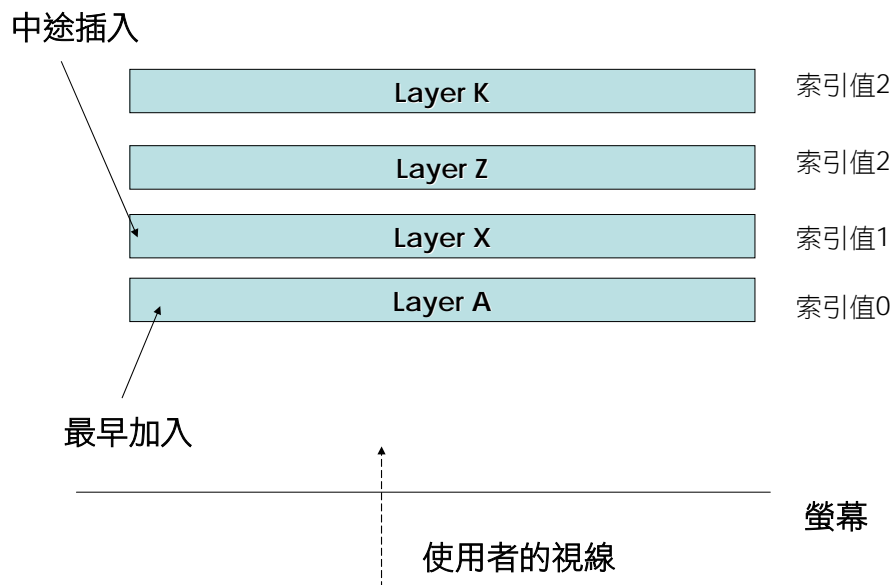 中途插入
Layer K 索引值2
Layer Z 索引值2
Layer X 索引值1
Layer A 索引值0
最早加入
螢幕
使用者的視線